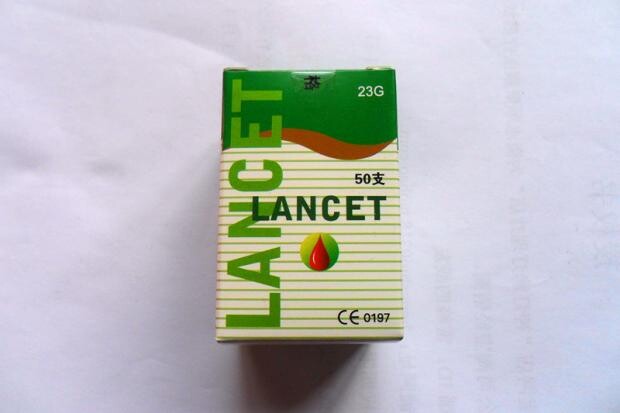 23G
50支
LANCET
LANCET
CE 0197